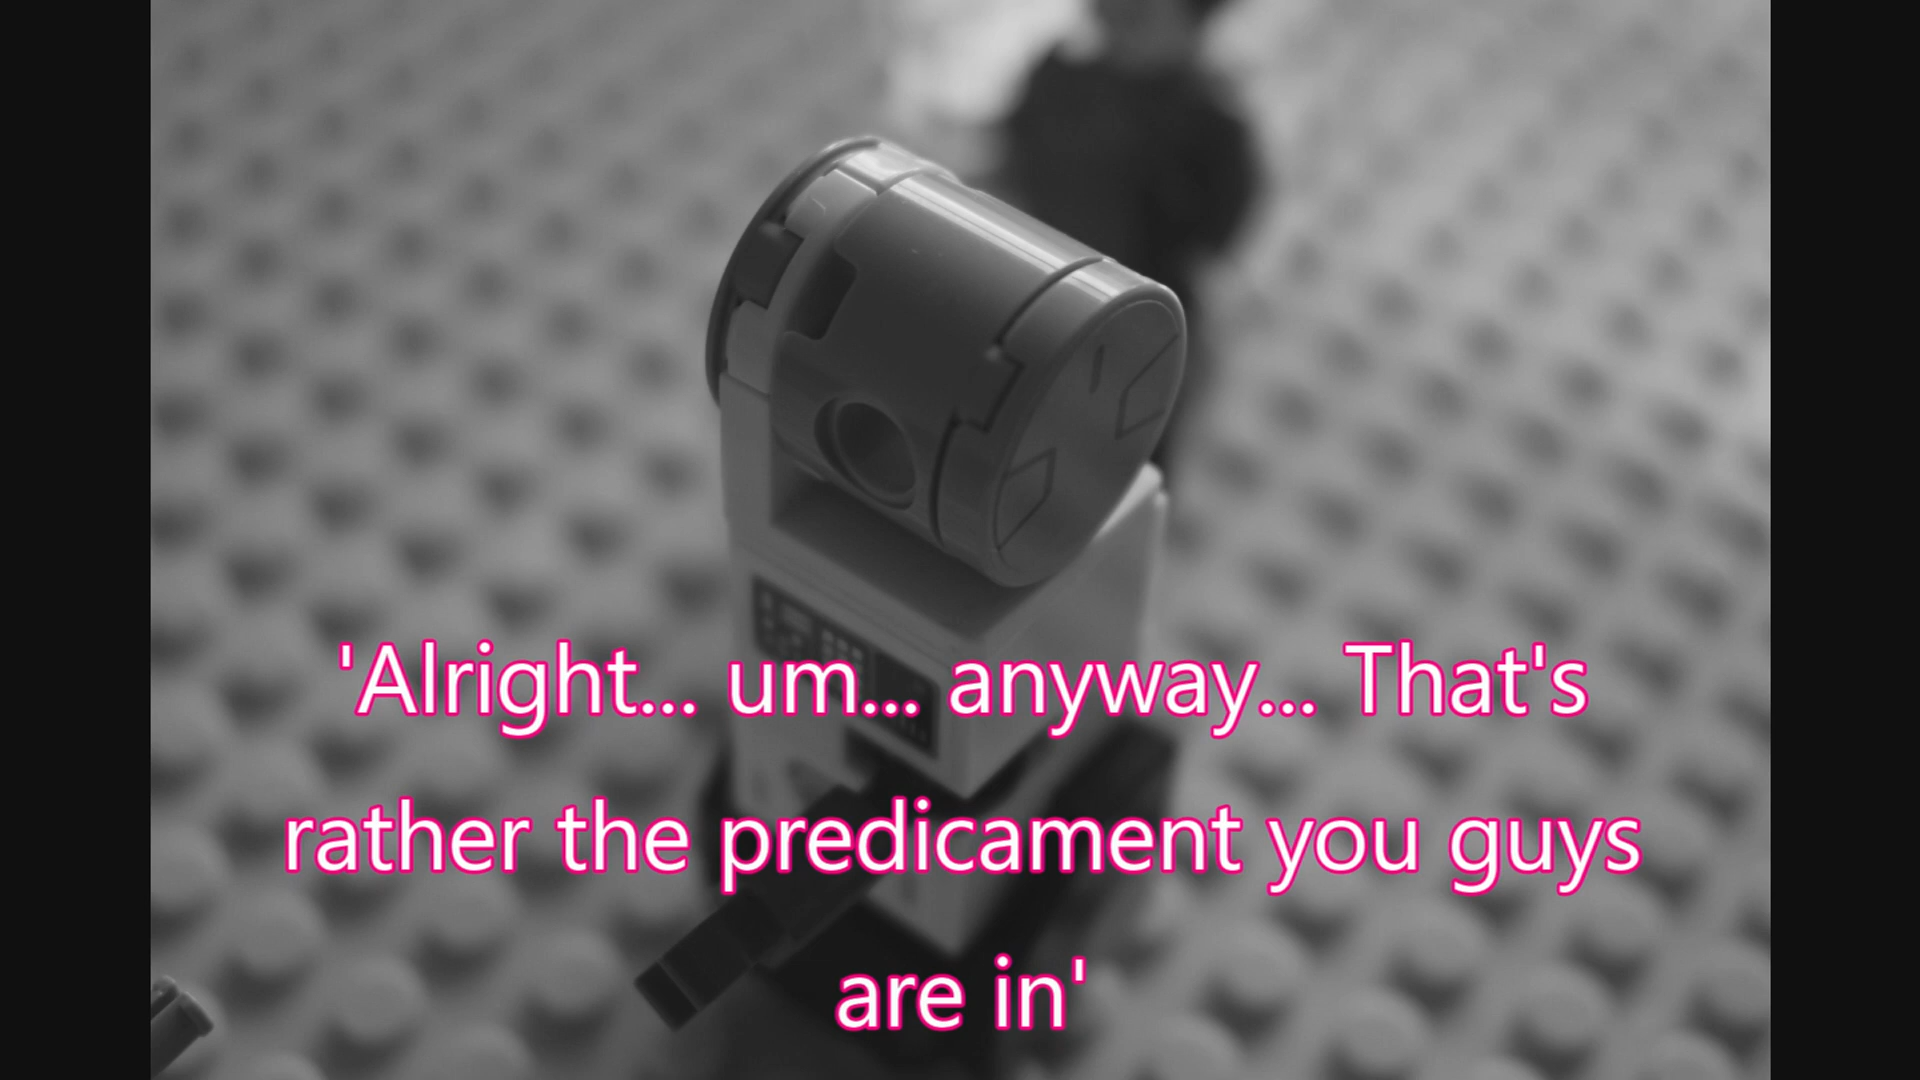 'Alright... um... anyway... That's
rather the predicament you guys
are in'